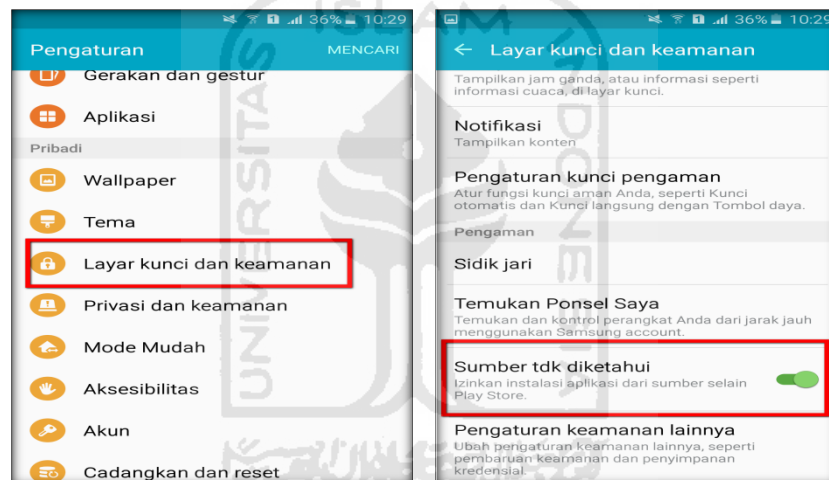 36% 10:29
Pengaturan MENCARI
Gerakan dan gestur
Aplikasi
Pribadi
Wallpaper
Tema
Layar kunci dan keamanan
Privasi dan keamanan
Mode Mudah
Aksesibilitas
Akun
Cadangkan dan reset
36% 10:29
Layar kunci dan keamanan
Tampilkan jam ganda, atau informasi seperti
informasi cuaca, di layar kunci.
Notifikasi
Tampilkan konten
Pengaturan kunci pengaman
Atur fungsi kunci aman Anda, seperti Kunci
otomatis dan Kunci langsung dengan Tombol daya.
Pengaman
Sidik jari
Temukan Ponsel Saya
Temukan dan kontrol perangkat Anda dari jarak jauh
menggunakan Samsung account.
Sumber tdk diketahui
Izinkan instalasi aplikasi dari sumber selain
Play Store.
Pengaturan keamanan lainnya
Ubah pengaturan keamanan lainnya, seperti
pembaruan keamanan dan penyimpanan
kredensial.
ISLAM
UNIVERSITAS
INDONESIA